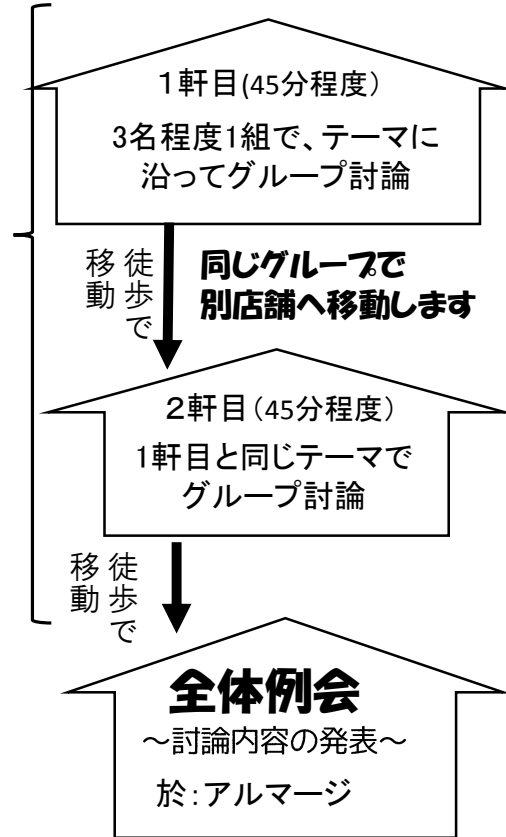 １軒目(45分程度）
3名程度1組で、テーマに
沿ってグループ討論
徒歩で
移動
同じグループで
別店舗へ移動します
２軒目（45分程度）
1軒目と同じテーマで
グループ討論
徒歩で
移動
全体例会
～討論内容の発表～
於：アルマージ